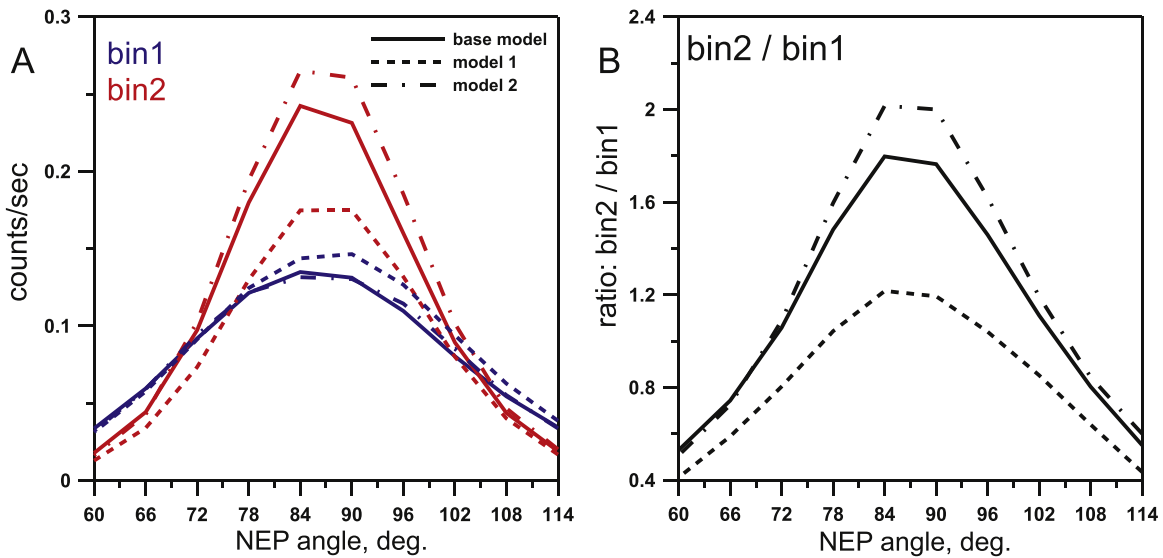 A
bin1
bin2
base model
model 1
model 2
counts/sec
0.3
0.2
0.1
0
60 66 72 78 84 90 96 102 108 114
NEP angle, deg.
B
bin2 / bin1
ratio: bin2 / bin1
2.4
2
1.6
1.2
0.8
0.4
60 66 72 78 84 90 96 102 108 114
NEP angle, deg.